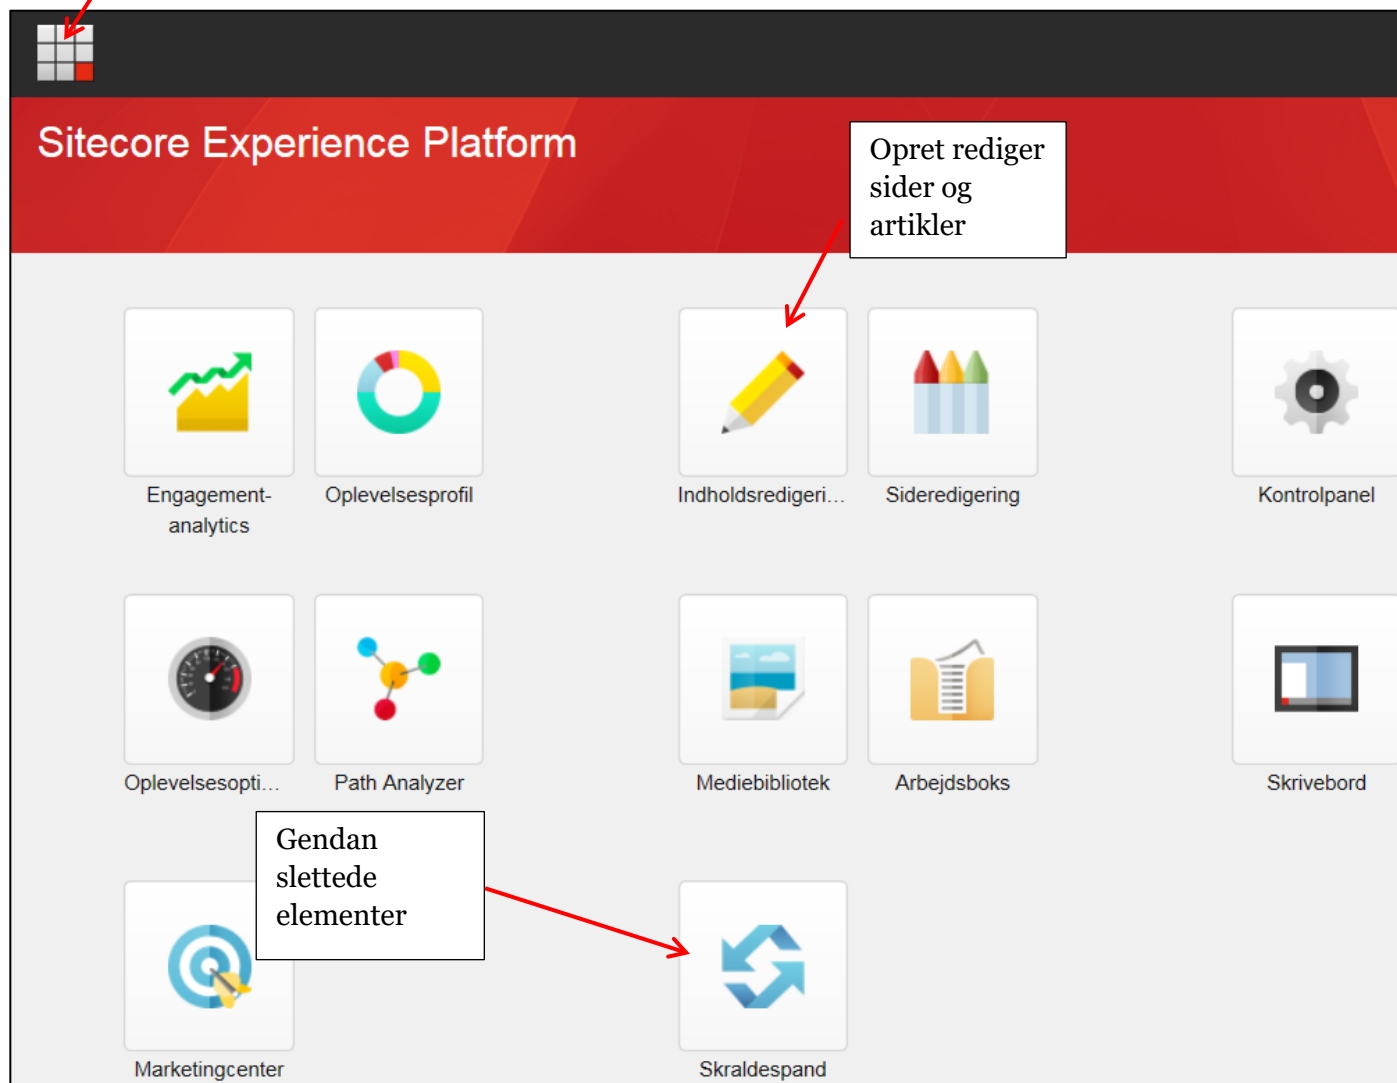 Sitecore Experience Platform
Opret rediger
sider og
artikler
Engagement-
analytics
Oplevelsesprofil
Indholdsredigeri...
Sideredigering
Kontrolpanel
Oplevelsesopti...
Path Analyzer
Mediebibliotek
Arbejdsboks
Skrivebord
Gendan
slettede
elementer
Marketingcenter
Skraldespand